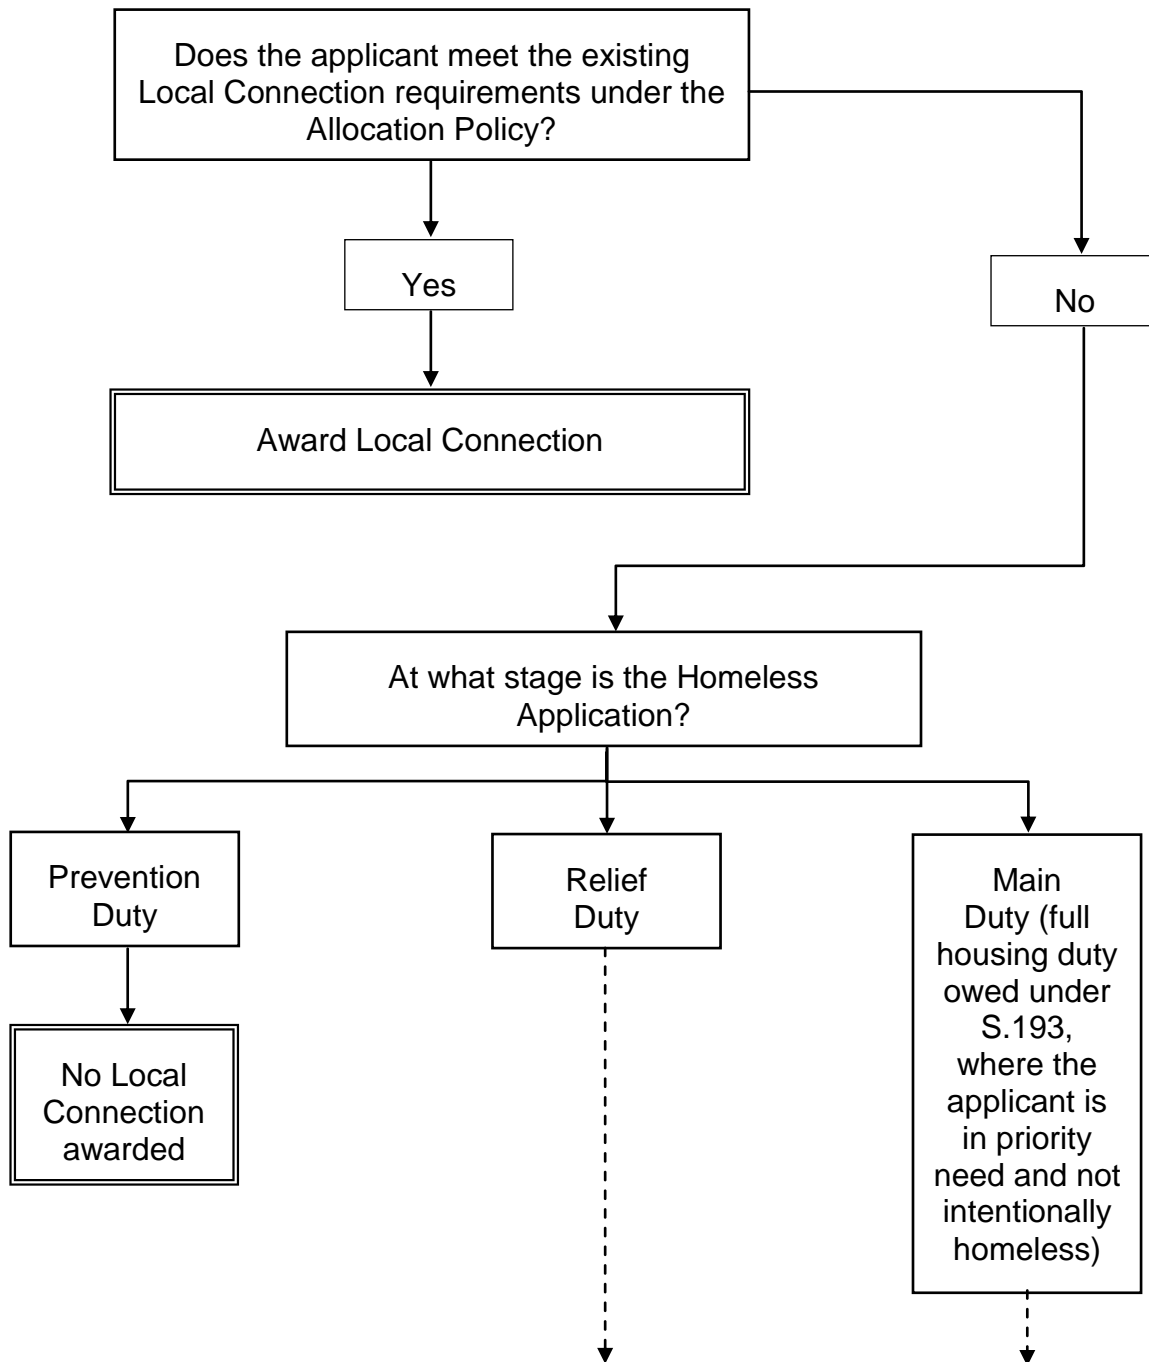 Does the applicant meet the existing
Local Connection requirements under the
Allocation Policy?
Yes
No
Award Local Connection
At what stage is the Homeless
Application?
Prevention
Duty
Relief
Duty
Main
Duty (full
housing duty
owed under
S.193,
where the
applicant is
in priority
need and not
intentionally
homeless)
No Local
Connection
awarded